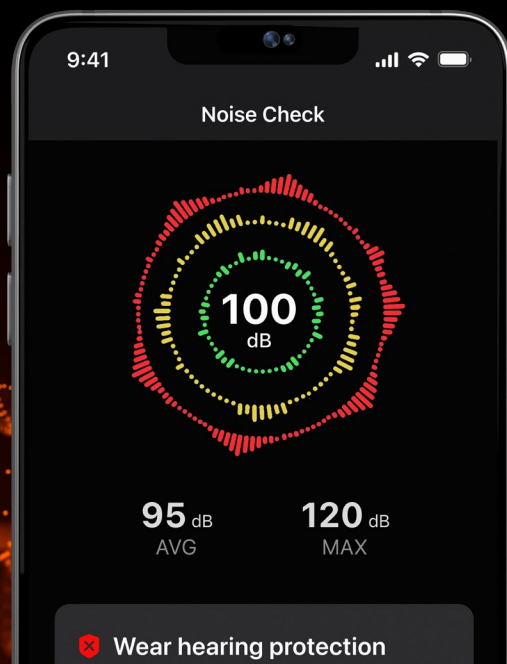 9:41
Noise Check
100
dB
95 dB
AVG
120 dB
MAX
Wear hearing protection